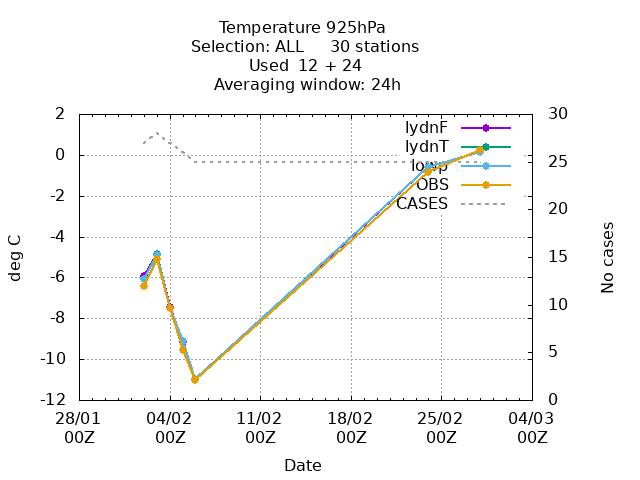 Temperature 925hPa
Selection: ALL     30 stations
Used  12 + 24
Averaging window: 24h
2
0
-2
-4
-6
-8
-10
-12
deg C
30
25
20
15
10
5
0
No cases
lydnF
lydnT
lowp
OBS
CASES
28/01 04/02 11/02 18/02 25/02 04/03
00Z 00Z 00Z 00Z 00Z 00Z
Date